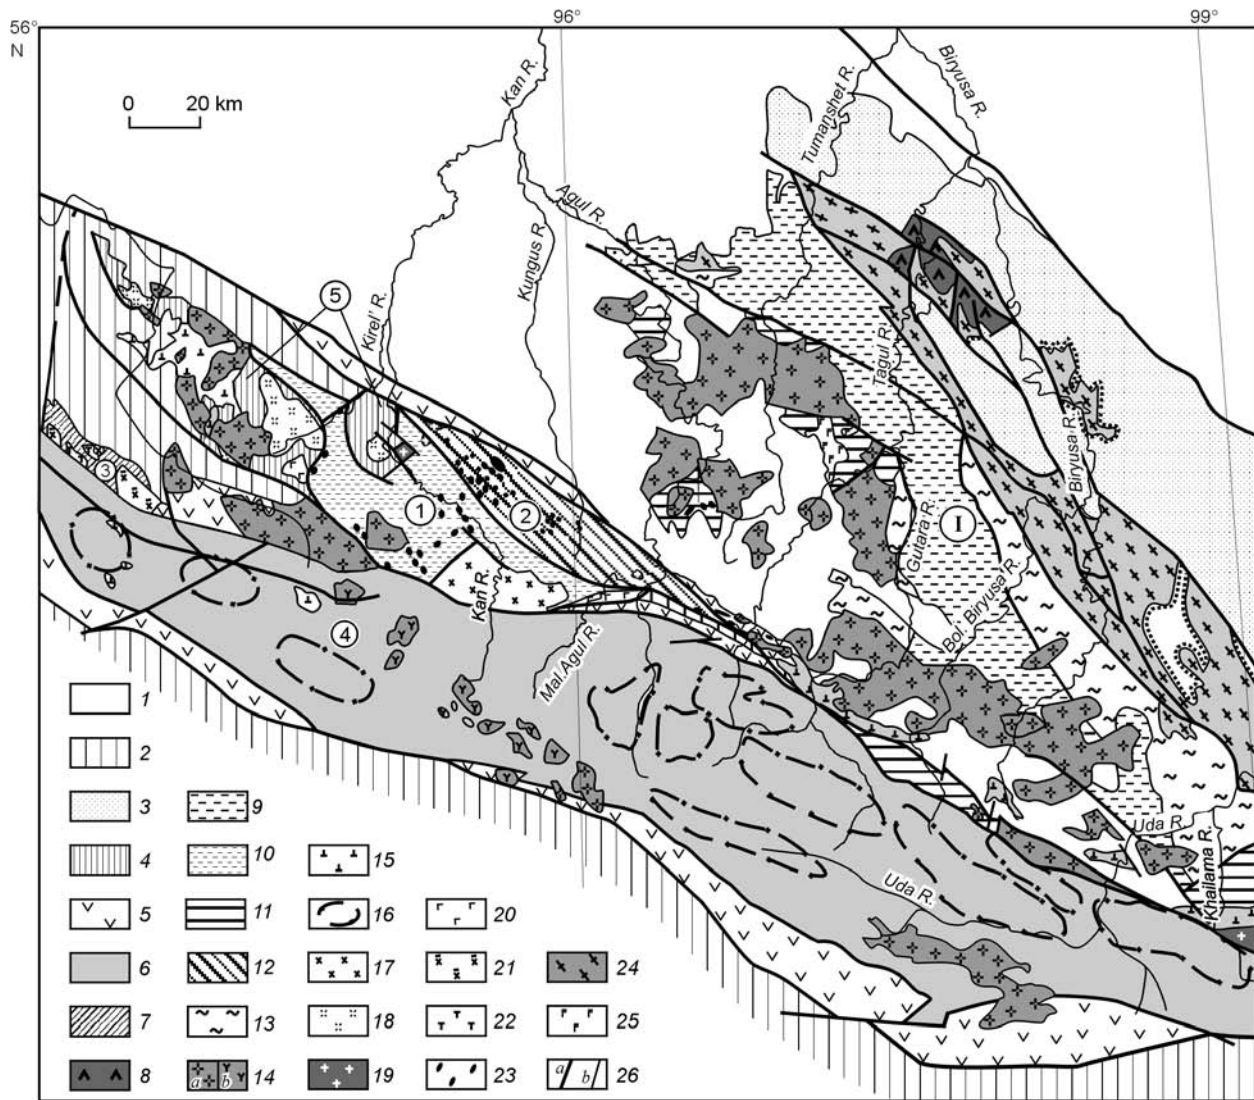 56°
N
96°
99°
0 20 km
Kan R.
Biryusa R.
Tumanshet R.
Agul R.
Kungus R.
Kirel' R.
5
Tagul R.
Biryusa R.
3
1
2
I
Gutara R.
Kan R.
Bol. Biryusa R.
4
Mal.Agul R.
Uda R.
Khailama R.
Uda R.
1
2
3 9
4 10 15
5 11 16 20
6 12 17 21 24
7 13 18 22 25
8 a b 14 19 23 a b 26